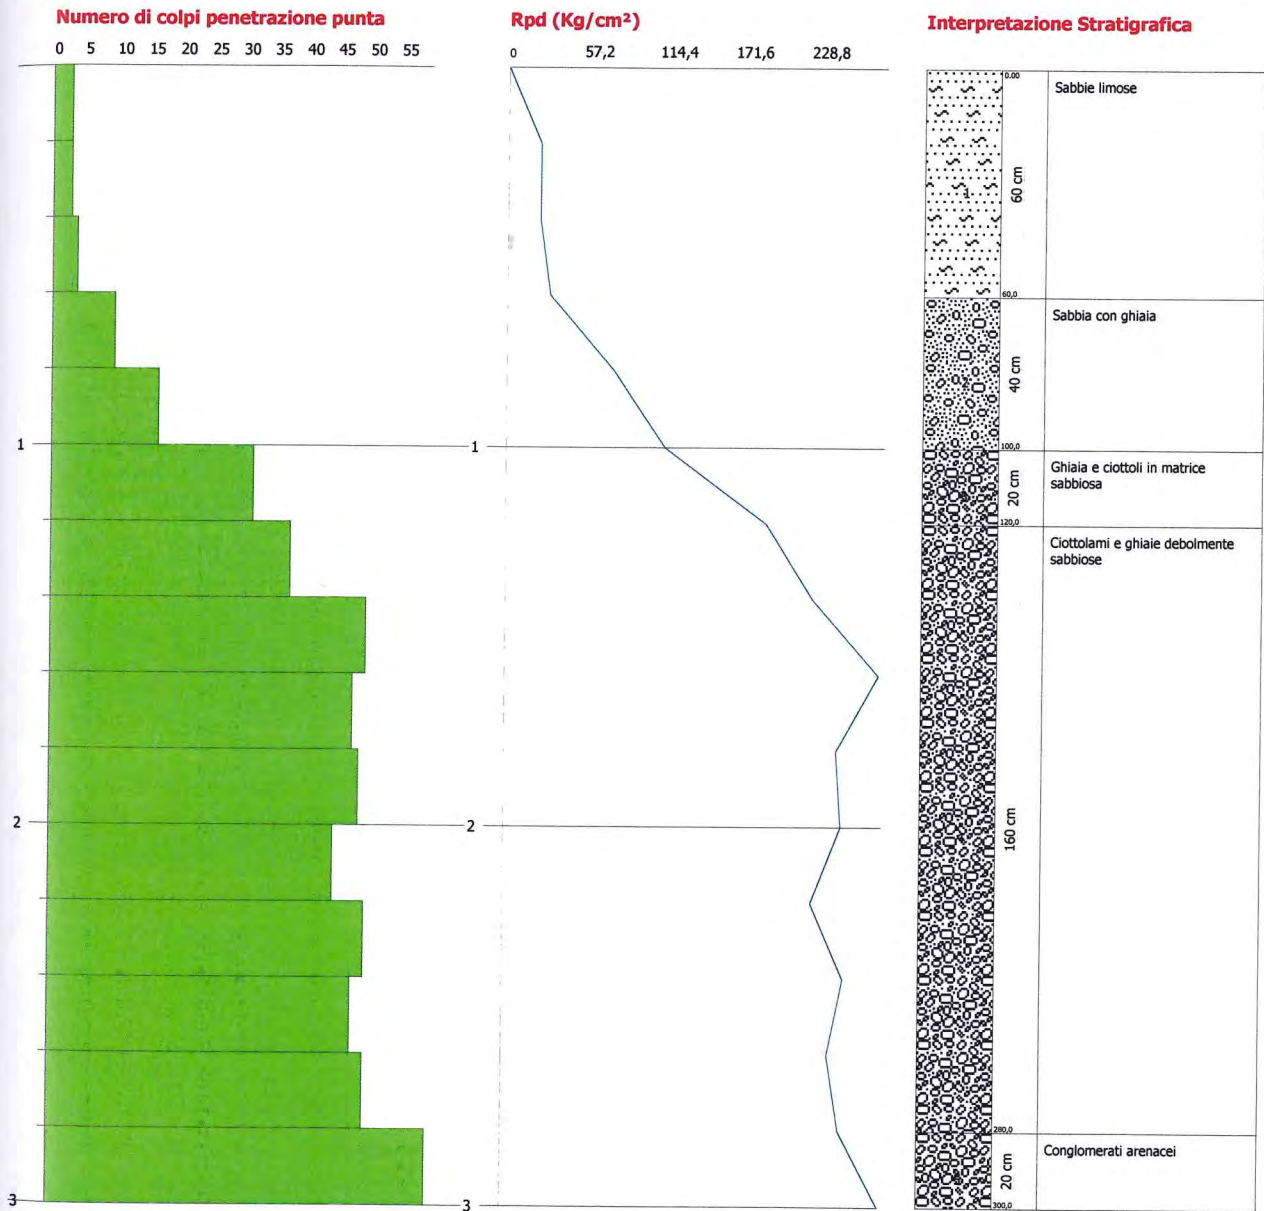 Numero di colpi penetrazione punta
0 5 10 15 20 25 30 35 40 45 50 55
1
2
3
Rpd (Kg/cm²)
0 57,2 114,4 171,6 228,8
1
2
3
Interpretazione Stratigrafica
0.00
Sabbie limose
1
60 cm
60,0
Sabbia con ghiaia
2
40 cm
100,0
Ghiaia e ciottoli in matrice
sabbiosa
20 cm
120,0
Ciottolami e ghiaie debolmente
sabbiose
160 cm
280,0
Conglomerati arenacei
20 cm
300,0